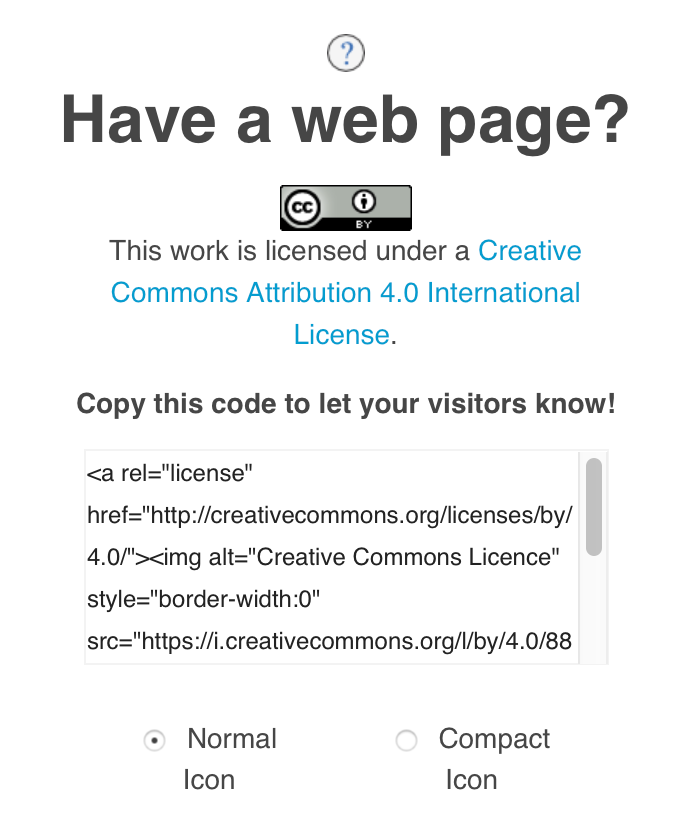 ?
Have a web page?
cc
BY
This work is licensed under a Creative
Commons Attribution 4.0 International
License.
Copy this code to let your visitors know!
<a rel="license"
href="http://creativecommons.org/licenses/by/
4.0/"><img alt="Creative Commons Licence"
style="border-width:0"
src="https://i.creativecommons.org/l/by/4.0/88
Normal Compact
Icon Icon